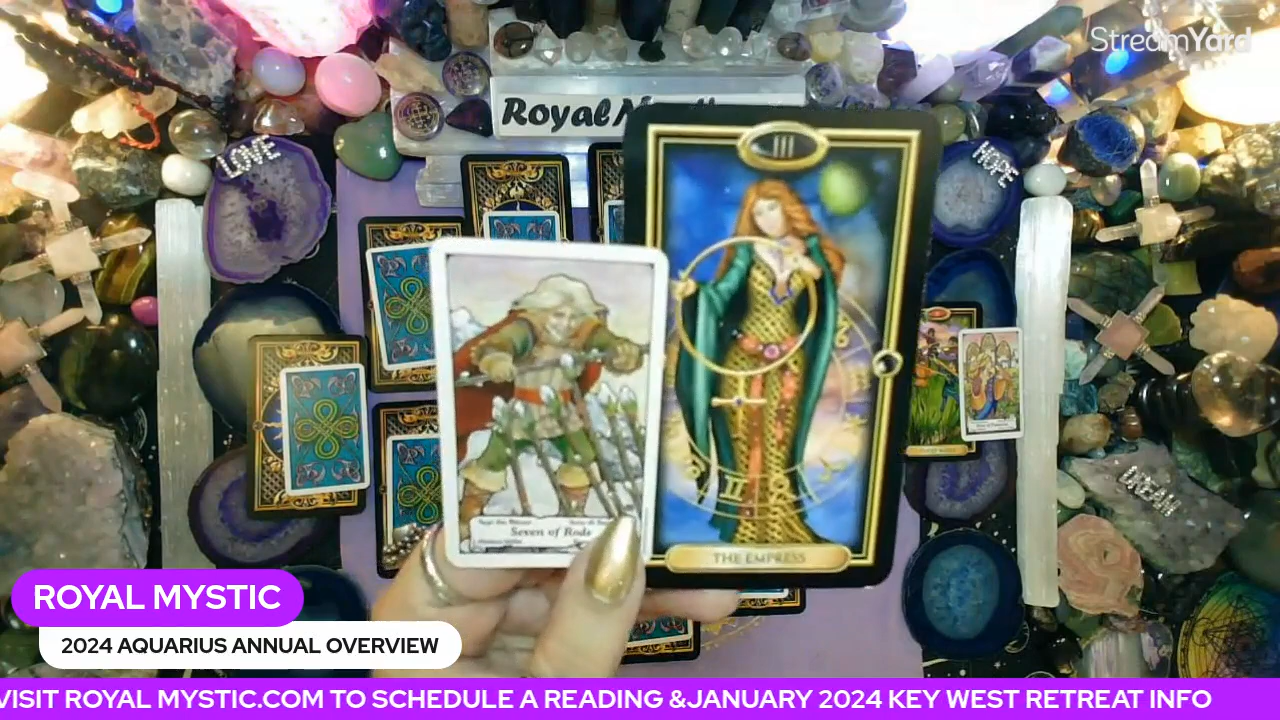 StreamYard
Royal
LOVE
HOPE
III
DREAM
Seven of Rods
THE EMPRESS
ROYAL MYSTIC
2024 AQUARIUS ANNUAL OVERVIEW
VISIT ROYAL MYSTIC.COM TO SCHEDULE A READING &JANUARY 2024 KEY WEST RETREAT INFO